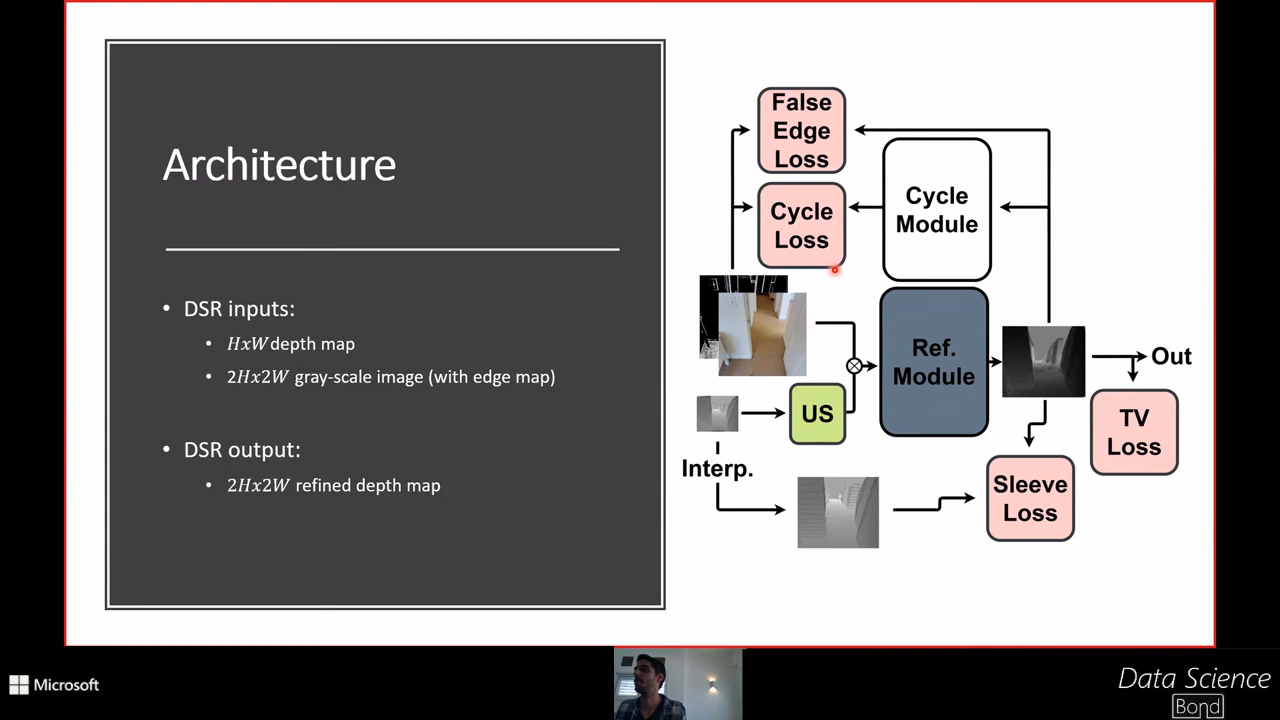 Architecture
• DSR inputs:
• HxW depth map
• 2Hx2W gray-scale image (with edge map)
• DSR output:
• 2Hx2W refined depth map
False
Edge
Loss
Cycle
Loss
Cycle
Module
Ref.
Module
US
Out
TV
Loss
Interp.
Sleeve
Loss
Microsoft
Data Science
Bond